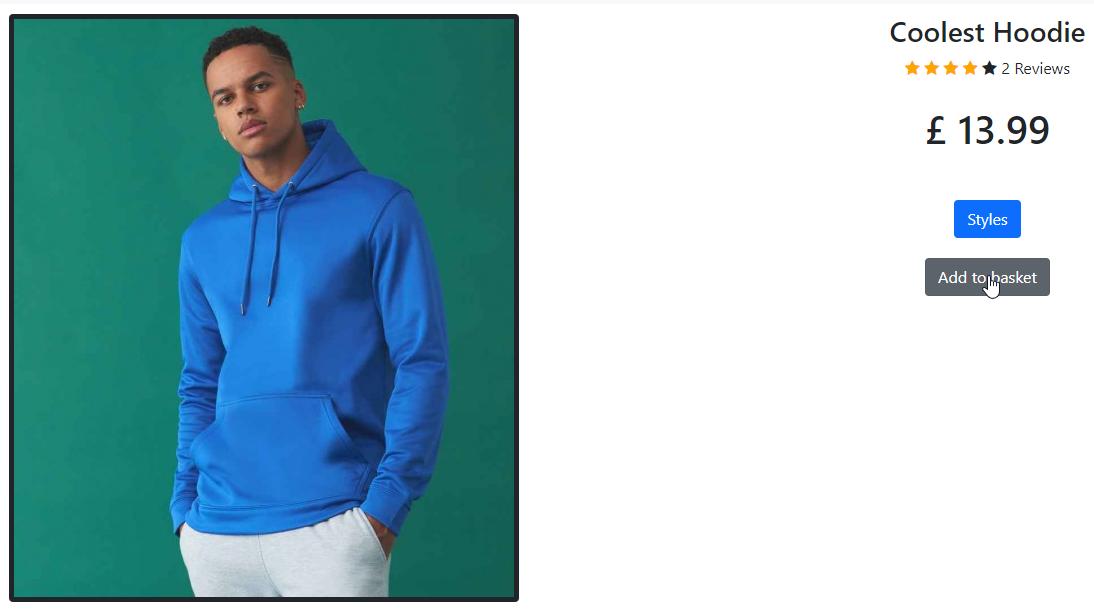 Coolest Hoodie
2 Reviews
£ 13.99
Styles
Add to basket